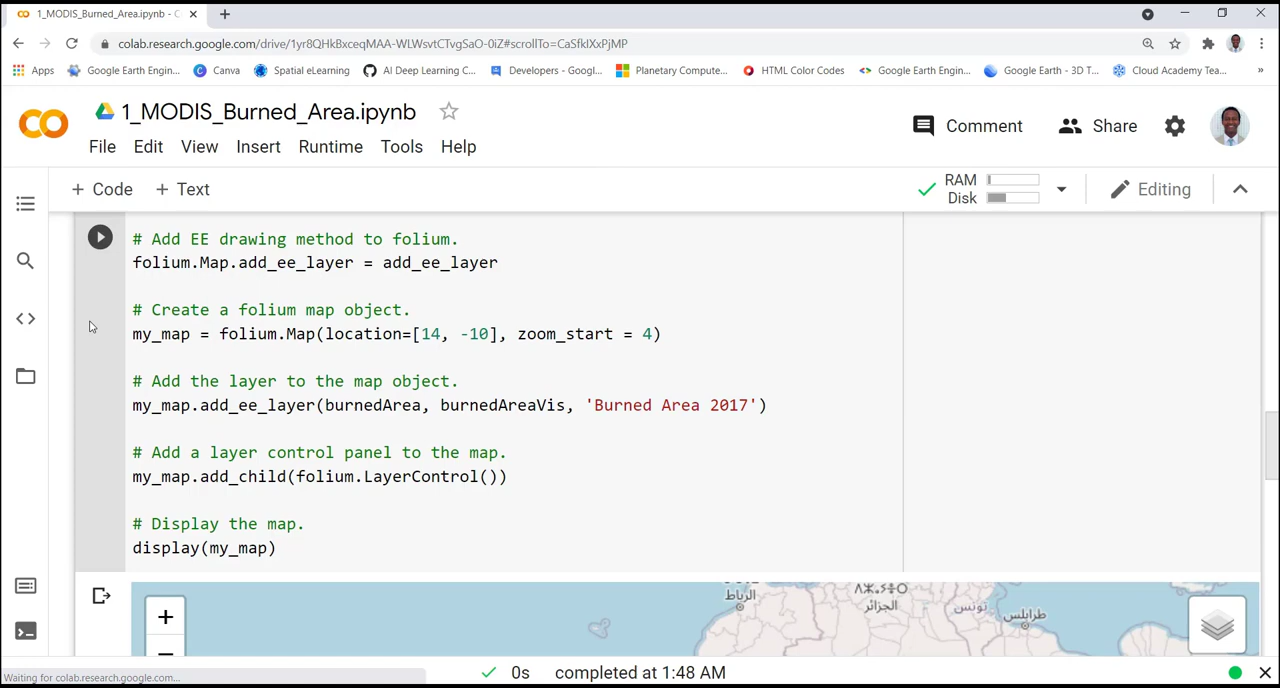 1_MODIS_Burned_Area.ipynb - C
colab.research.google.com/drive/1yr8QHkBxceqMAA-WLWsvtCTvgSaO-0iZ#scrollTo=CaSfkIXxPjMP
Apps Google Earth Engin... Canva Spatial eLearning AI Deep Learning C... Developers - Googl... Planetary Compute... HTML Color Codes Google Earth Engin... Google Earth - 3D T... Cloud Academy Tea... »
1_MODIS_Burned_Area.ipynb
Comment Share
File Edit View Insert Runtime Tools Help
+ Code + Text
RAM
Disk
Editing
# Add EE drawing method to folium.
folium.Map.add_ee_layer = add_ee_layer
# Create a folium map object.
my_map = folium.Map(location=[14, -10], zoom_start = 4)
# Add the layer to the map object.
my_map.add_ee_layer(burnedArea, burnedAreaVis, 'Burned Area 2017')
# Add a layer control panel to the map.
my_map.add_child(folium.LayerControl())
# Display the map.
display(my_map)
+
−
الرباط
الجزائر
تونس
طرابلس
Waiting for colab.research.google.com...
0s completed at 1:48 AM